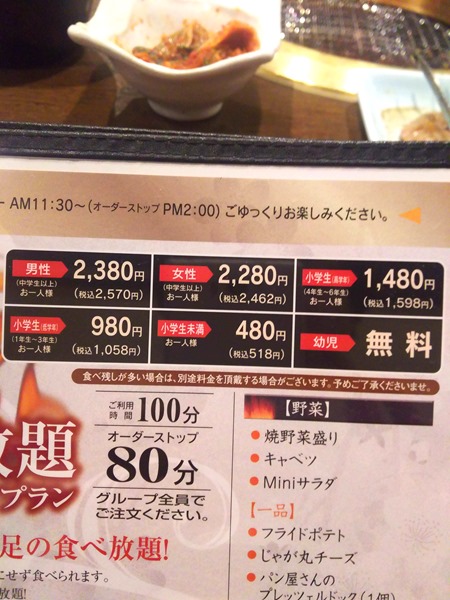 AM11:30〜(オーダーストップ PM2:00) ごゆっくりお楽しみください。
男性 2,380円
(中学生以上)
お一人様 (税込2,570円)
女性 2,280円
(中学生以上)
お一人様 (税込2,462円)
小学生(高学年) 1,480円
(4年生〜6年生)
お一人様 (税込1,598円)
小学生(低学年) 980円
(1年生〜3年生)
お一人様 (税込1,058円)
小学生未満 480円
お一人様 (税込518円)
幼児 無料
食べ残しが多い場合は、別途料金を頂戴する場合がございます。予めご了承くださいませ。
ご利用時間 100分
オーダーストップ
80分
グループ全員で
ご注文ください。
放題
プラン
足の食べ放題!
にせず食べられます。
放題!
【野菜】
●焼野菜盛り
●キャベツ
●Miniサラダ
【一品】
●フライドポテト
●じゃが丸チーズ
●パン屋さんの
プレッツェルドック(1個)